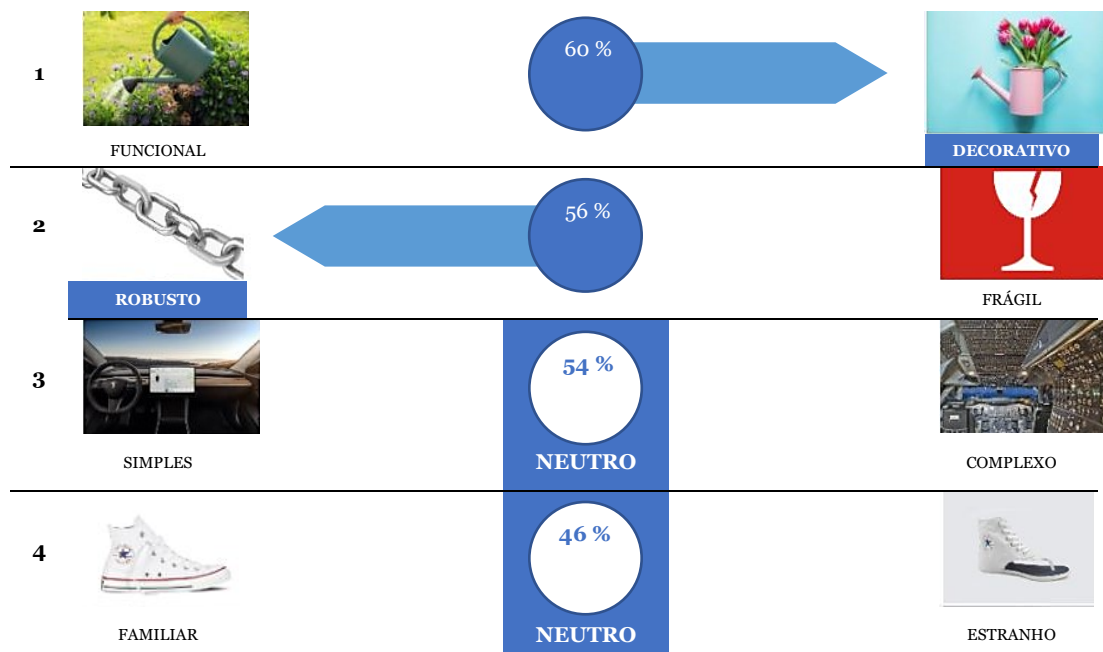 1
60 %
FUNCIONAL
DECORATIVO
2
56 %
ROBUSTO
FRÁGIL
3
54 %
SIMPLES
NEUTRO
COMPLEXO
4
46 %
FAMILIAR
NEUTRO
ESTRANHO